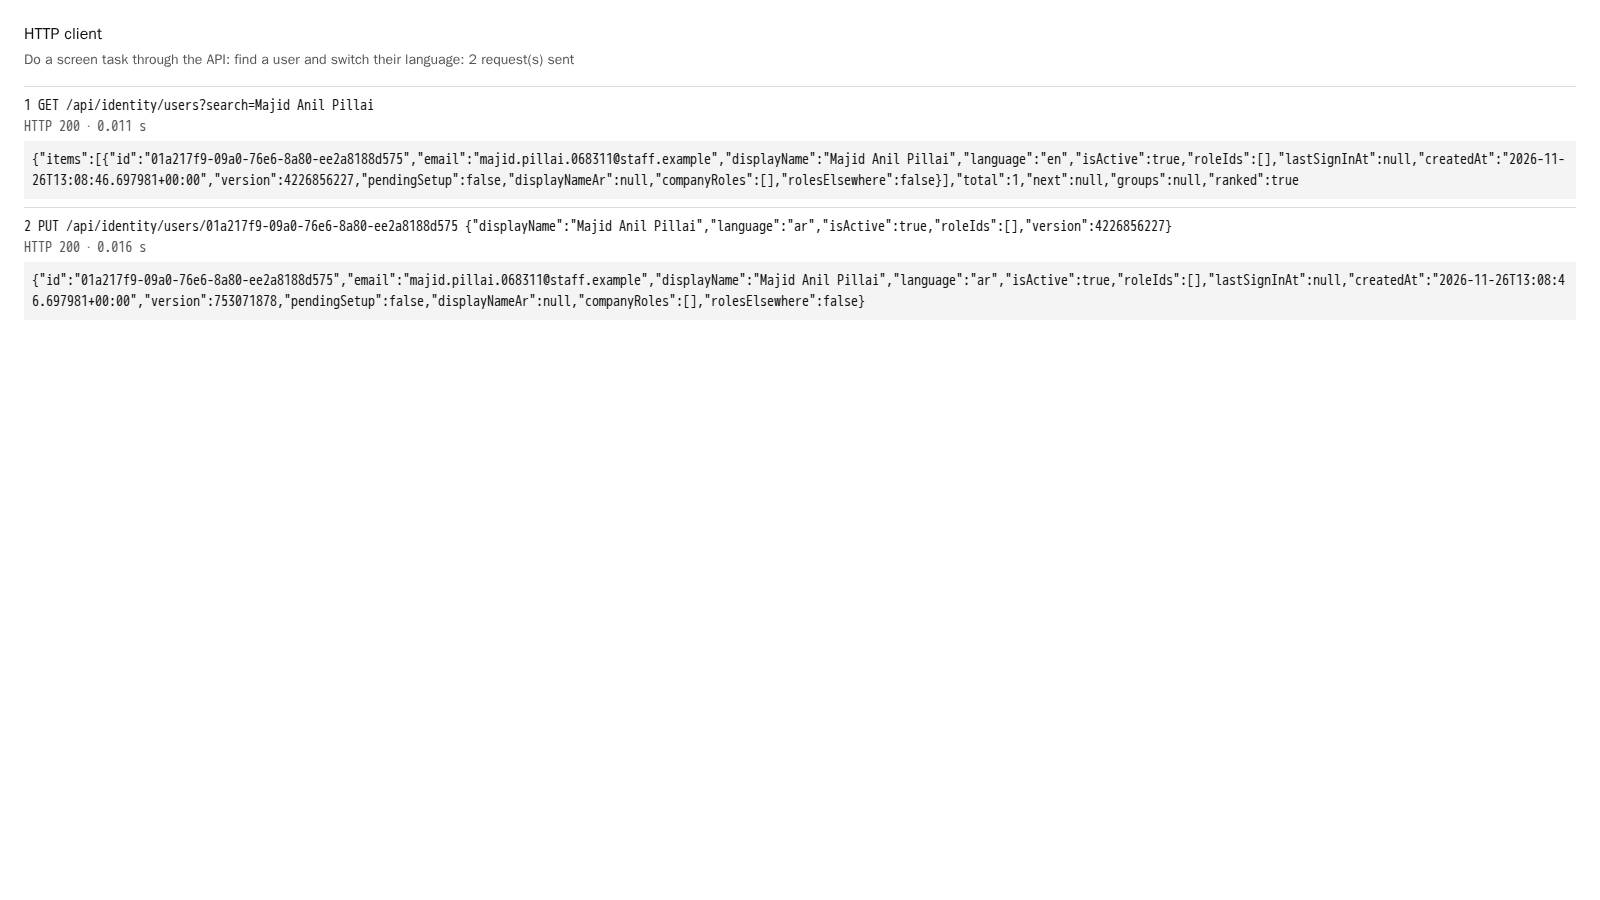 HTTP client
Do a screen task through the API: find a user and switch their language: 2 request(s) sent
1 GET /api/identity/users?search=Majid Anil Pillai
HTTP 200 · 0.011 s
{"items":[{"id":"01a217f9-09a0-76e6-8a80-ee2a8188d575","email":"majid.pillai.068311@staff.example","displayName":"Majid Anil Pillai","language":"en","isActive":true,"roleIds":[],"lastSignInAt":null,"createdAt":"2026-11-
26T13:08:46.697981+00:00","version":4226856227,"pendingSetup":false,"displayNameAr":null,"companyRoles":[],"rolesElsewhere":false}],"total":1,"next":null,"groups":null,"ranked":true
2 PUT /api/identity/users/01a217f9-09a0-76e6-8a80-ee2a8188d575 {"displayName":"Majid Anil Pillai","language":"ar","isActive":true,"roleIds":[],"version":4226856227}
HTTP 200 · 0.016 s
{"id":"01a217f9-09a0-76e6-8a80-ee2a8188d575","email":"majid.pillai.068311@staff.example","displayName":"Majid Anil Pillai","language":"ar","isActive":true,"roleIds":[],"lastSignInAt":null,"createdAt":"2026-11-26T13:08:4
6.697981+00:00","version":753071878,"pendingSetup":false,"displayNameAr":null,"companyRoles":[],"rolesElsewhere":false}